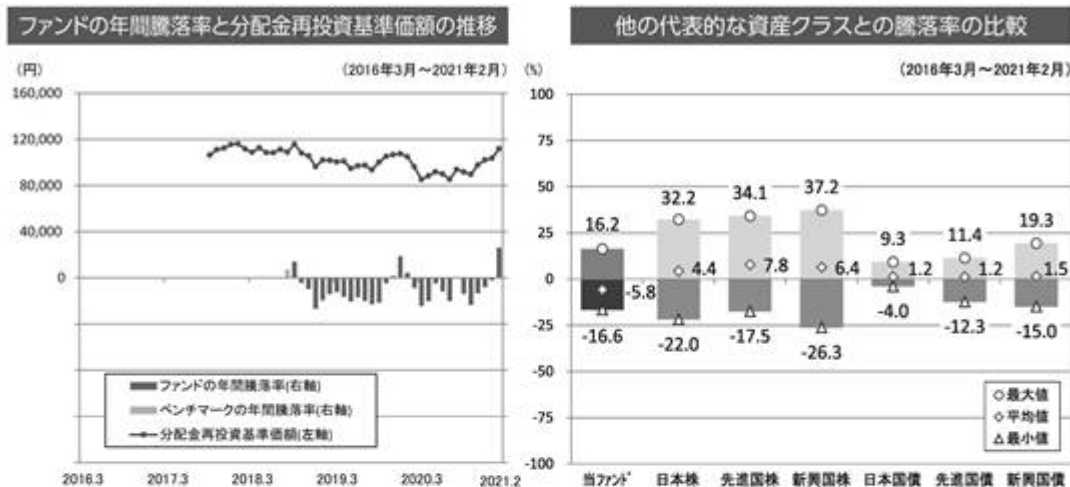 ファンドの年間騰落率と分配金再投資基準価額の推移
(円)
(2016年3月～2021年2月)
160,000
120,000
80,000
40,000
0
ファンドの年間騰落率(右軸)
ベンチマークの年間騰落率(右軸)
分配金再投資基準価額(左軸)
2016.3 2017.3 2018.3 2019.3 2020.3 2021.2
他の代表的な資産クラスとの騰落率の比較
(%)
(2016年3月～2021年2月)
100
75
50
25
0
-25
-50
-75
-100
16.2 32.2 34.1 37.2 9.3 11.4 19.3
-5.8 4.4 7.8 6.4 1.2 1.2 1.5
-16.6 -22.0 -17.5 -26.3 -4.0 -12.3 -15.0
最大値
平均値
最小値
当ファンド 日本株 先進国株 新興国株 日本国債 先進国債 新興国債